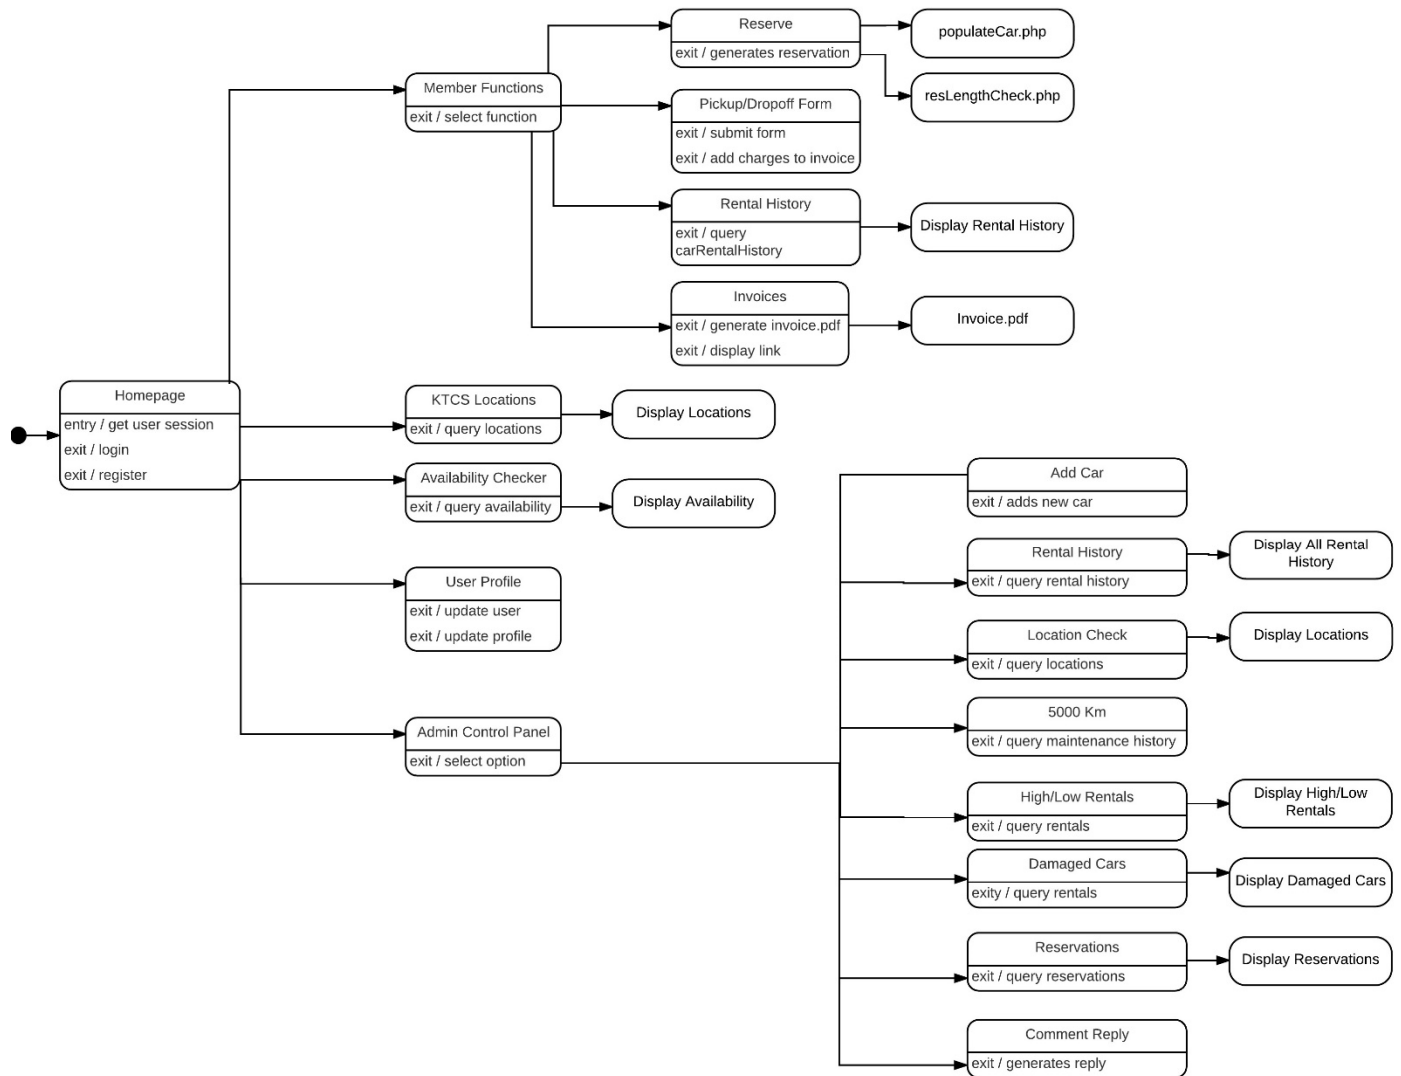 Reserve
exit / generates reservation
populateCar.php
resLengthCheck.php
Member Functions
exit / select function
Pickup/Dropoff Form
exit / submit form
exit / add charges to invoice
Rental History
exit / query
carRentalHistory
Display Rental History
Invoices
exit / generate invoice.pdf
exit / display link
Invoice.pdf
Homepage
entry / get user session
exit / login
exit / register
KTCS Locations
exit / query locations
Display Locations
Availability Checker
exit / query availability
Display Availability
User Profile
exit / update user
exit / update profile
Admin Control Panel
exit / select option
Add Car
exit / adds new car
Rental History
exit / query rental history
Display All Rental
History
Location Check
exit / query locations
Display Locations
5000 Km
exit / query maintenance history
High/Low Rentals
exit / query rentals
Display High/Low
Rentals
Damaged Cars
exity / query rentals
Display Damaged Cars
Reservations
exit / query reservations
Display Reservations
Comment Reply
exit / generates reply